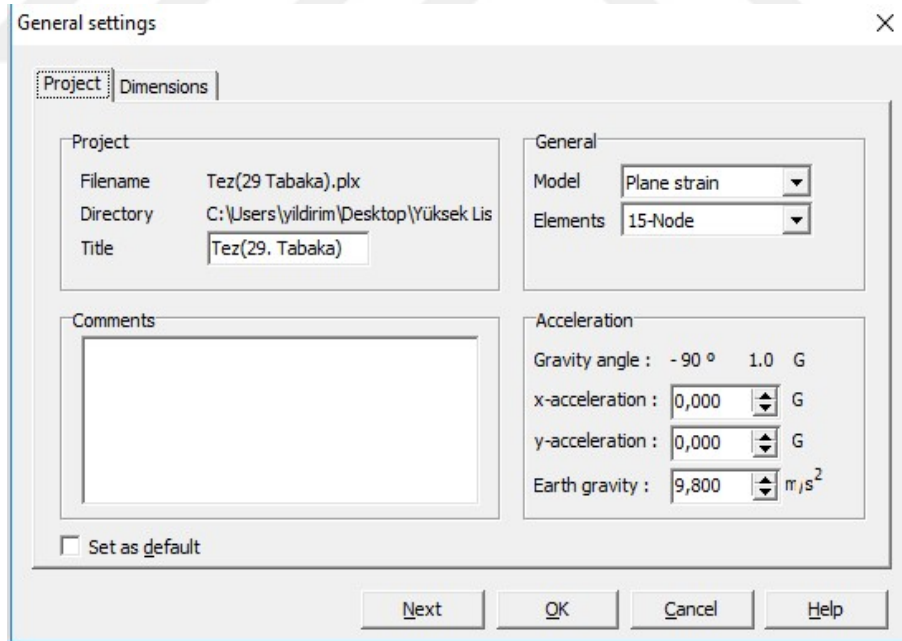 General settings
Project Dimensions
Project
Filename Tez(29 Tabaka).plx
Directory C:\Users\yildirim\Desktop\Yüksek Lis
Title Tez(29. Tabaka)
General
Model Plane strain
Elements 15-Node
Comments
Acceleration
Gravity angle : - 90 º 1.0 G
x-acceleration : 0,000 G
y-acceleration : 0,000 G
Earth gravity : 9,800 m/s²
Set as default
Next OK Cancel Help